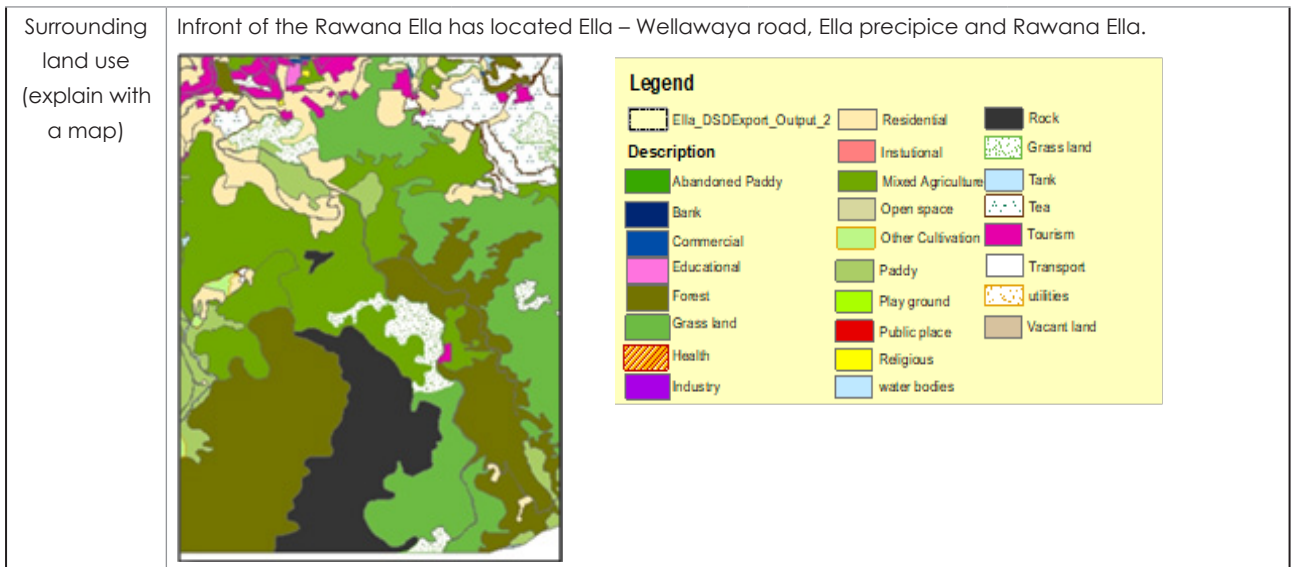 Surrounding
land use
(explain with
a map)
Infront of the Rawana Ella has located Ella – Wellawaya road, Ella precipice and Rawana Ella.
Legend
Ella_DSDExport_Output_2
Description
Abandoned Paddy
Bank
Commercial
Educational
Forest
Grass land
Health
Industry
Residential
Instutional
Mixed Agriculture
Open space
Other Cultivation
Paddy
Play ground
Public place
Religious
water bodies
Rock
Grass land
Tank
Tea
Tourism
Transport
utilities
Vacant land